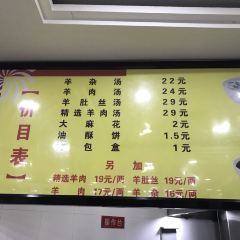 【价目表】
羊杂汤 22元
羊肉汤 24元
羊肚丝汤 29元
精选羊肉汤 29元
大麻花 2元
油酥饼 1.5元
打包盒 1元
另加
精选羊肉 19元/两 羊肚丝 19元/两
羊肉 17元/两 羊杂 16元/两
操作台